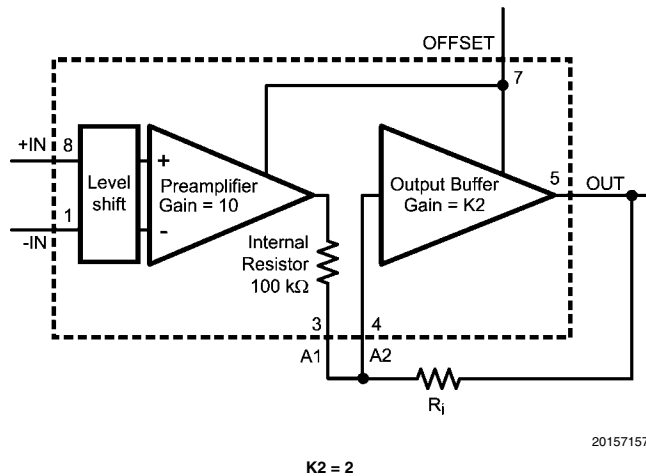 OFFSET
7
+IN 8
Level
shift
1
-IN
+
-
Preamplifier
Gain = 10
Output Buffer
Gain = K2
5 OUT
Internal
Resistor
100 kΩ
3 4
A1 A2
Ri
20157157
K2 = 2